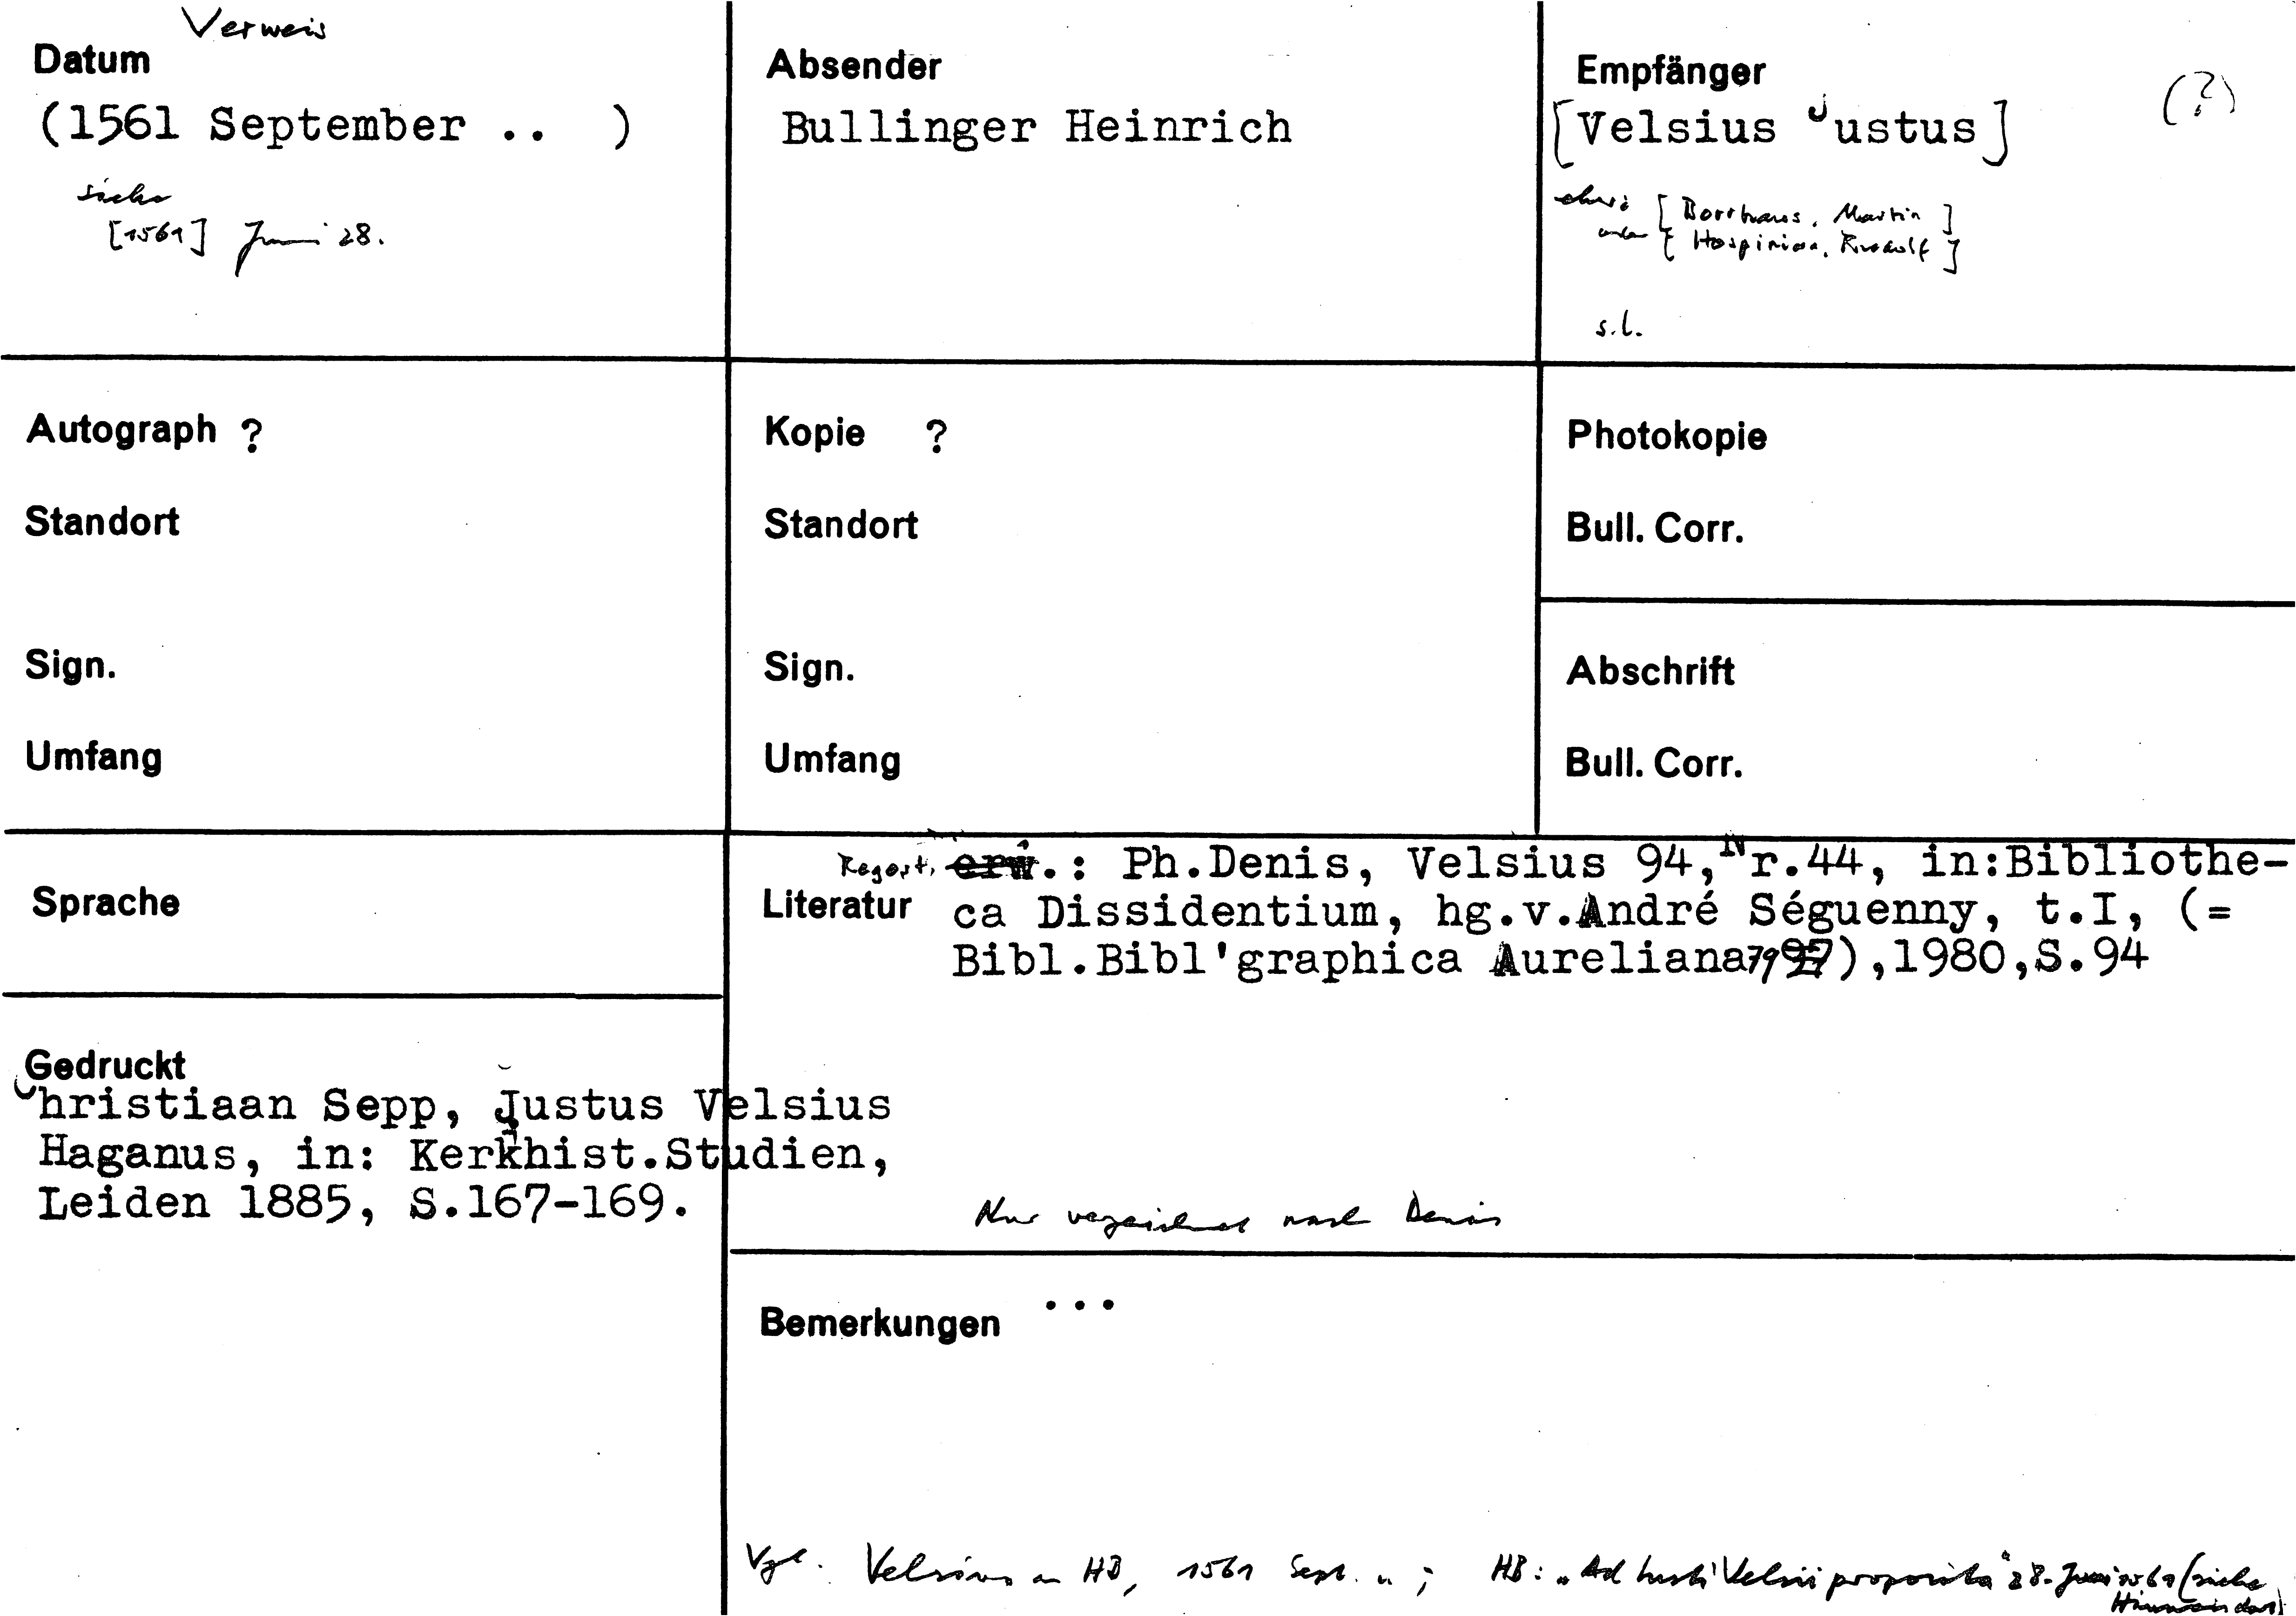 Verweis
Datum
(1561 September .. )
siehe
[1561] Juni 28.
Absender
Bullinger Heinrich
Empfänger
[Velsius Justus] (?)
eher: [Borrhaus, Martin]
oder [Hospinian, Rudolf]
s.l.
Autograph ?
Standort
Sign.
Umfang
Kopie ?
Standort
Sign.
Umfang
Photokopie
Bull. Corr.
Abschrift
Bull. Corr.
Sprache
Gedruckt
Christiaan Sepp, Justus Velsius
Haganus, in: Kerkhist.Studien,
Leiden 1885, S.167-169.
Regest. erw.: Ph.Denis, Velsius 94,Nr.44, in:Bibliothe-
Literatur ca Dissidentium, hg.v.André Séguenny, t.I, (=
Bibl.Bibl'graphica Aureliana79),1980,S.94
Nur verzeichnet nach Denis
Bemerkungen ...
Vgl. Velsius an HB, 1561 Sept. .. ; HB: "Ad Justi Velsii proposita" 28. Juni 1561 (siehe
Hinweis dort)